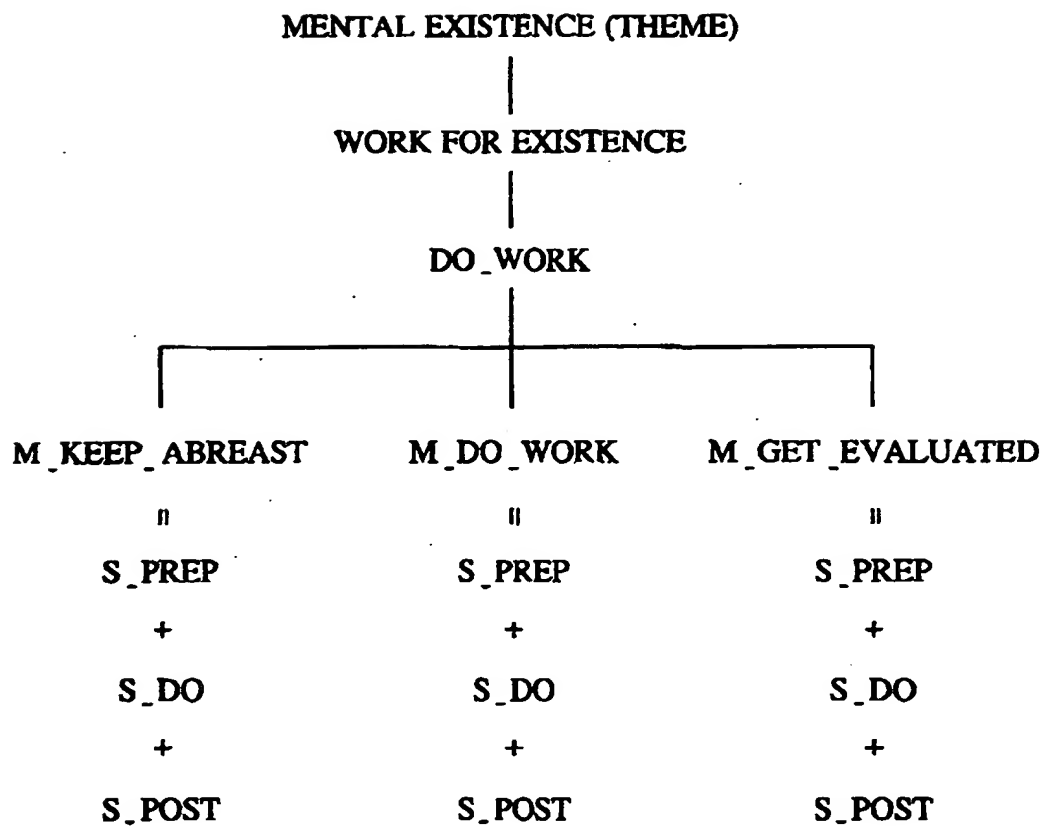 MENTAL EXISTENCE (THEME)
WORK FOR EXISTENCE
DO_WORK
M_KEEP_ABREAST M_DO_WORK M_GET_EVALUATED
= = =
S_PREP S_PREP S_PREP
+ + +
S_DO S_DO S_DO
+ + +
S_POST S_POST S_POST